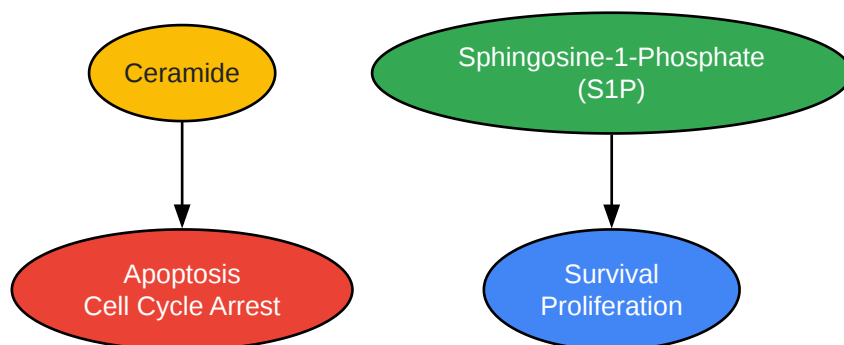 Ceramide
Sphingosine-1-Phosphate
(S1P)
Apoptosis
Cell Cycle Arrest
Survival
Proliferation